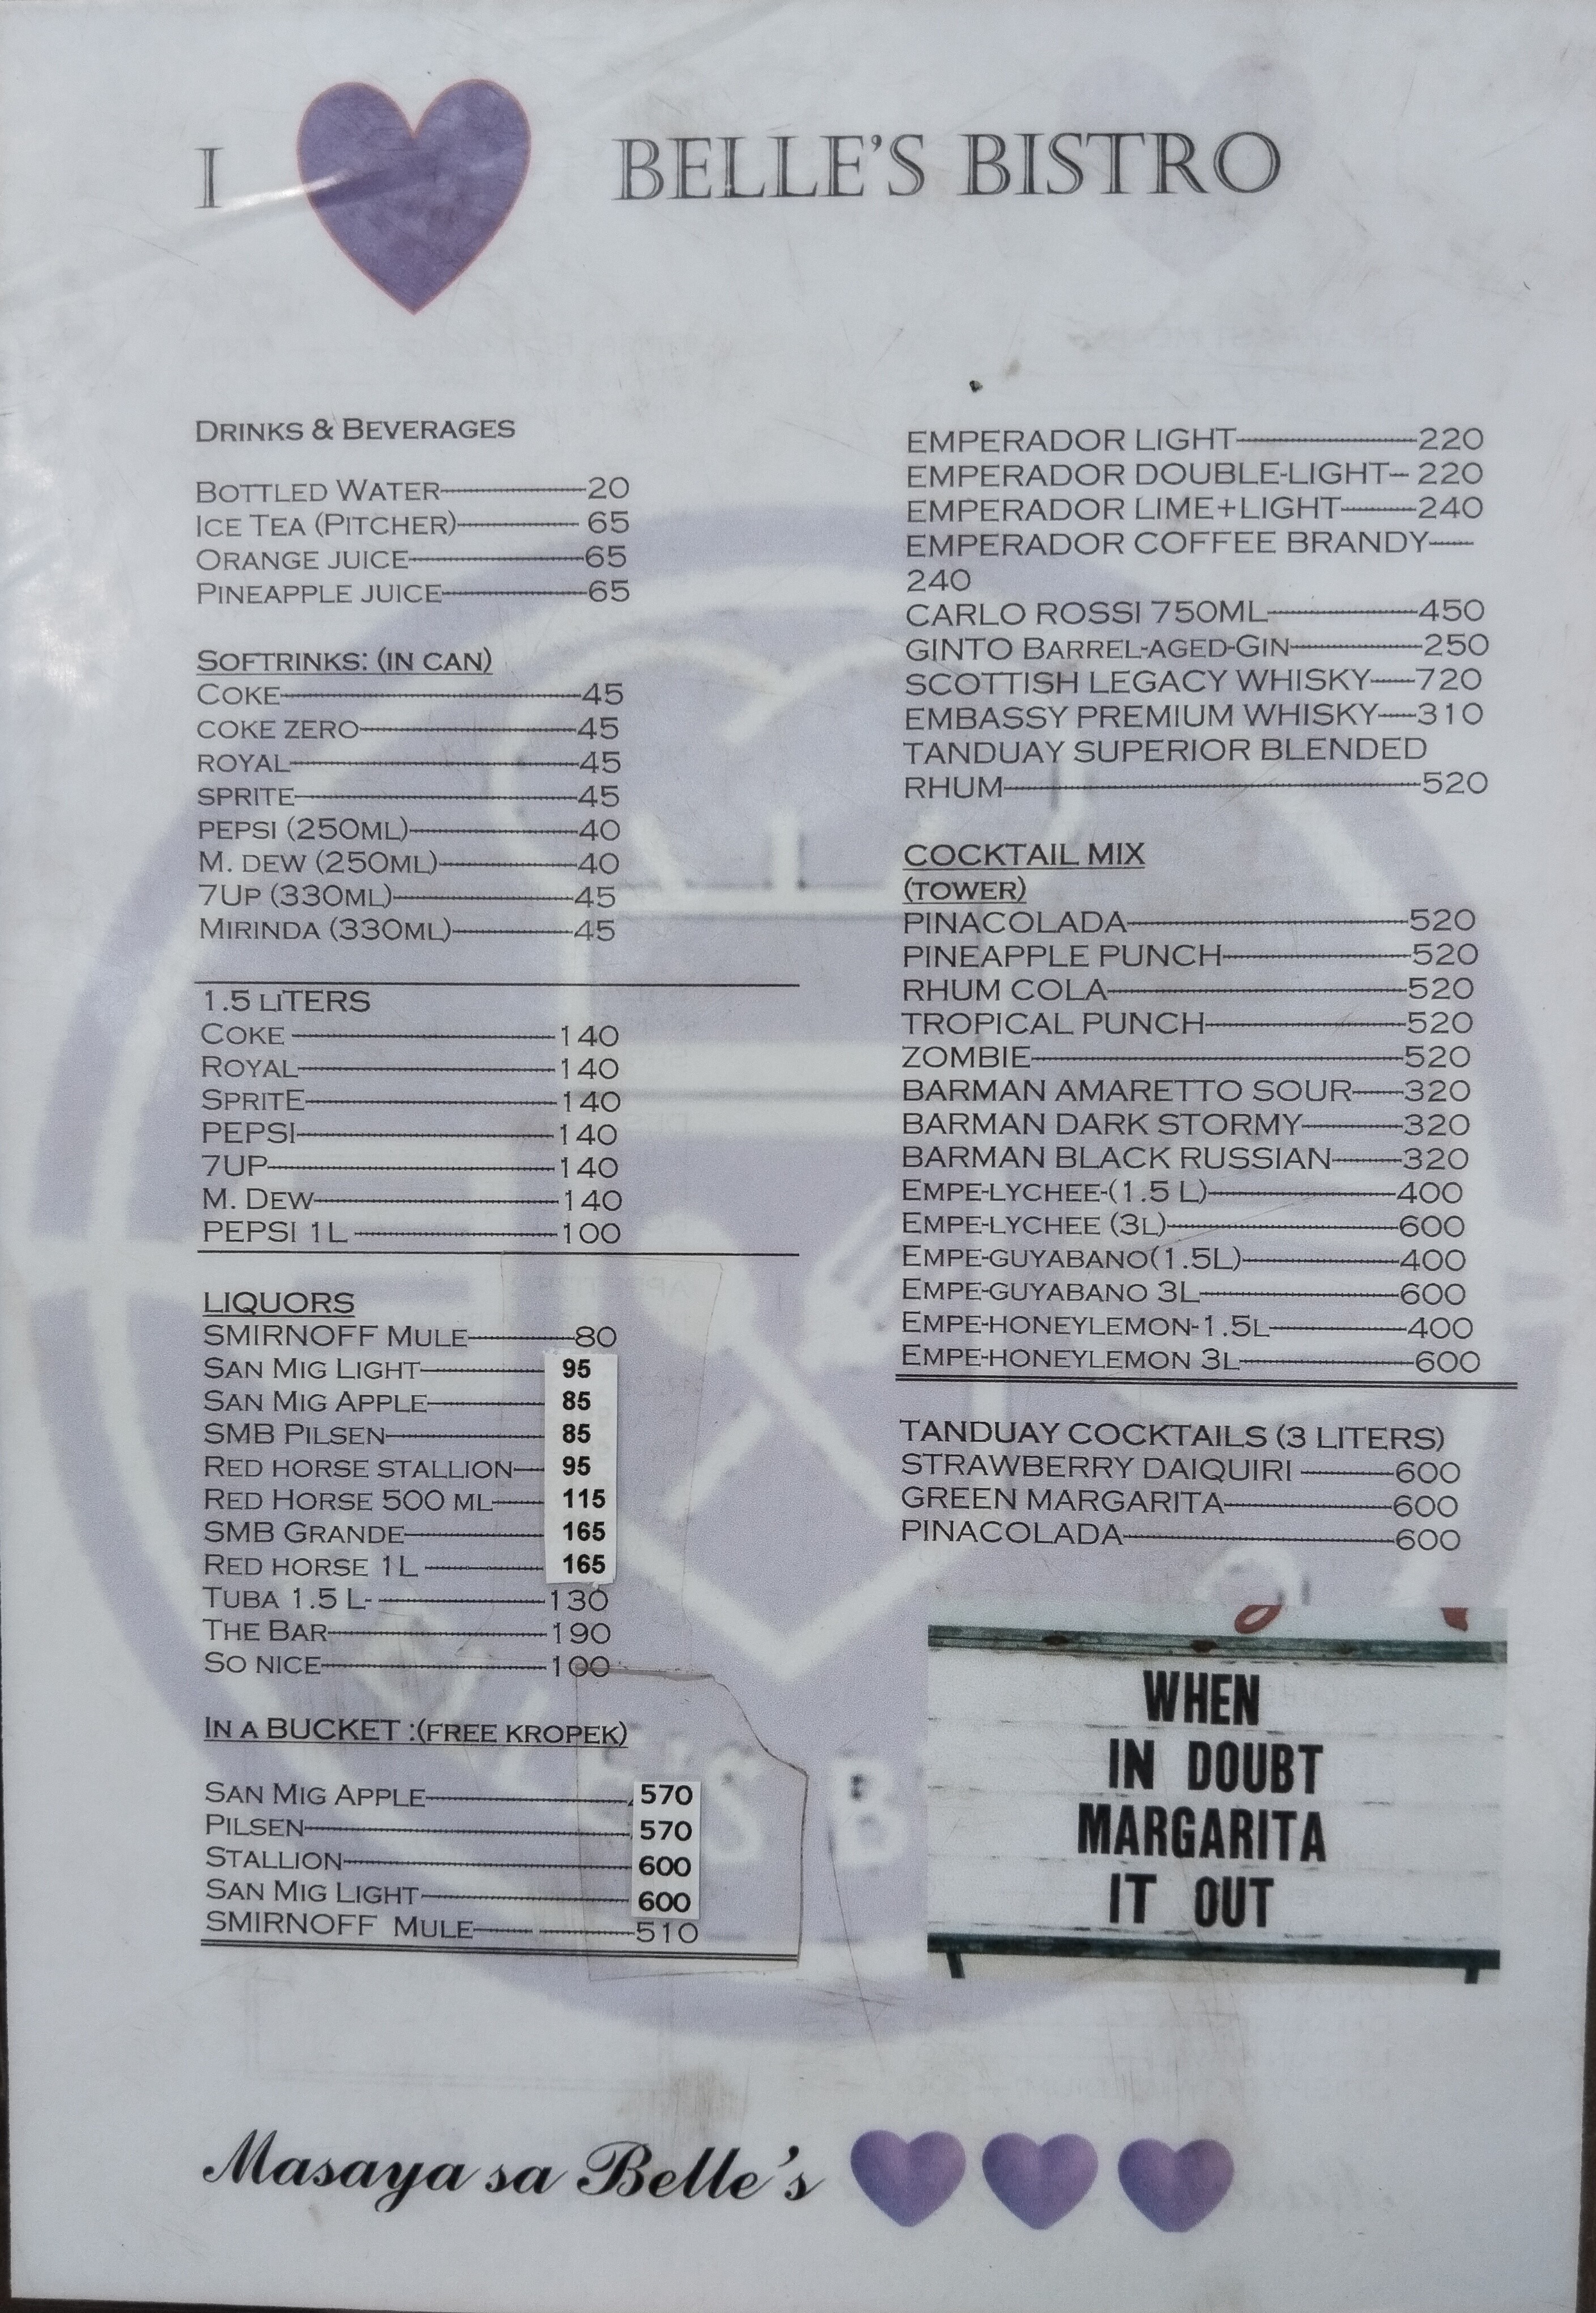 I BELLE'S BISTRO
DRINKS & BEVERAGES
BOTTLED WATER 20
ICE TEA (PITCHER) 65
ORANGE JUICE 65
PINEAPPLE JUICE 65
SOFTRINKS: (IN CAN)
COKE 45
COKE ZERO 45
ROYAL 45
SPRITE 45
PEPSI (250ML) 40
M. DEW (250ML) 40
7UP (330ML) 45
MIRINDA (330ML) 45
1.5 LITERS
COKE 140
ROYAL 140
SPRITE 140
PEPSI 140
7UP 140
M. DEW 140
PEPSI 1L 100
LIQUORS
SMIRNOFF MULE 80
SAN MIG LIGHT 95
SAN MIG APPLE 85
SMB PILSEN 85
RED HORSE STALLION 95
RED HORSE 500 ML 115
SMB GRANDE 165
RED HORSE 1L 165
TUBA 1.5 L- 130
THE BAR 190
SO NICE 100
IN A BUCKET :(FREE KROPEK)
SAN MIG APPLE 570
PILSEN 570
STALLION 600
SAN MIG LIGHT 600
SMIRNOFF MULE 510
EMPERADOR LIGHT 220
EMPERADOR DOUBLE-LIGHT 220
EMPERADOR LIME+LIGHT 240
EMPERADOR COFFEE BRANDY
240
CARLO ROSSI 750ML 450
GINTO BARREL-AGED-GIN 250
SCOTTISH LEGACY WHISKY 720
EMBASSY PREMIUM WHISKY 310
TANDUAY SUPERIOR BLENDED
RHUM 520
COCKTAIL MIX
(TOWER)
PINACOLADA 520
PINEAPPLE PUNCH 520
RHUM COLA 520
TROPICAL PUNCH 520
ZOMBIE 520
BARMAN AMARETTO SOUR 320
BARMAN DARK STORMY 320
BARMAN BLACK RUSSIAN 320
EMPE-LYCHEE-(1.5 L) 400
EMPE-LYCHEE (3L) 600
EMPE-GUYABANO(1.5L) 400
EMPE-GUYABANO 3L 600
EMPE-HONEYLEMON-1.5L 400
EMPE-HONEYLEMON 3L 600
TANDUAY COCKTAILS (3 LITERS)
STRAWBERRY DAIQUIRI 600
GREEN MARGARITA 600
PINACOLADA 600
WHEN
IN DOUBT
MARGARITA
IT OUT
Masaya sa Belle's